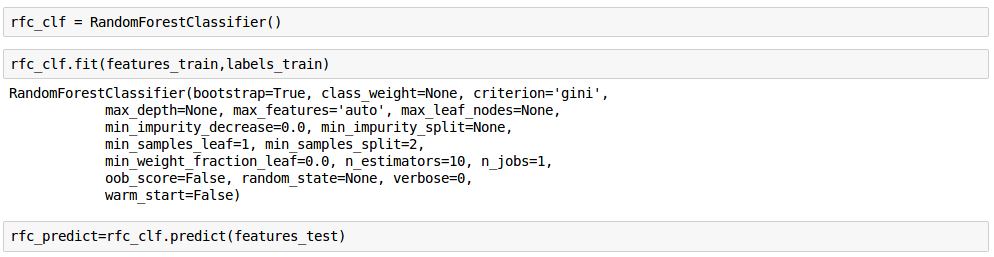 rfc_clf = RandomForestClassifier()
rfc_clf.fit(features_train,labels_train)
RandomForestClassifier(bootstrap=True, class_weight=None, criterion='gini',
            max_depth=None, max_features='auto', max_leaf_nodes=None,
            min_impurity_decrease=0.0, min_impurity_split=None,
            min_samples_leaf=1, min_samples_split=2,
            min_weight_fraction_leaf=0.0, n_estimators=10, n_jobs=1,
            oob_score=False, random_state=None, verbose=0,
            warm_start=False)
rfc_predict=rfc_clf.predict(features_test)